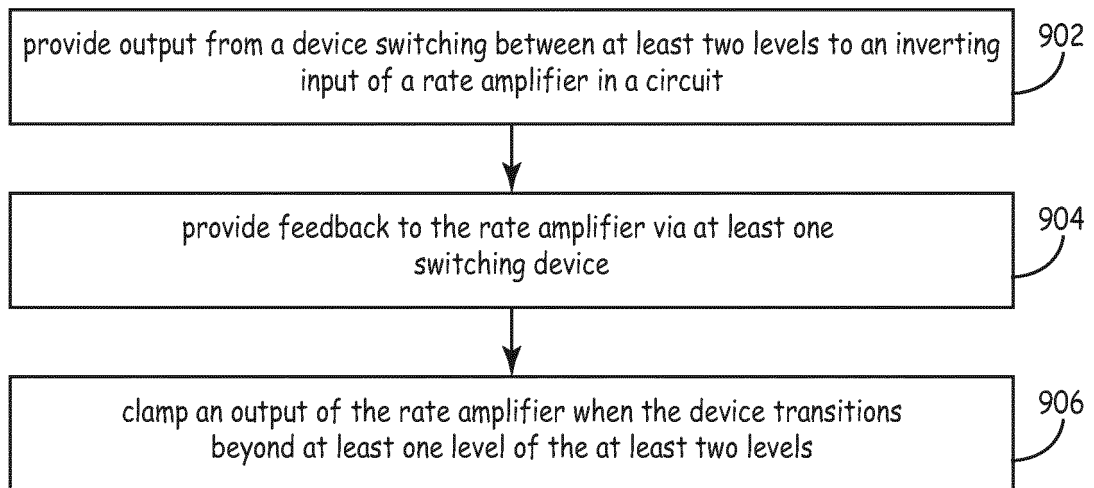 provide output from a device switching between at least two levels to an inverting
input of a rate amplifier in a circuit
902
provide feedback to the rate amplifier via at least one
switching device
904
clamp an output of the rate amplifier when the device transitions
beyond at least one level of the at least two levels
906